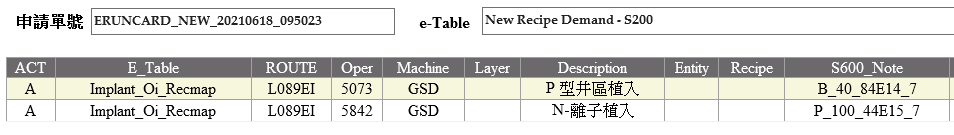 申請單號 ERUNCARD_NEW_20210618_095023 e-Table New Recipe Demand - S200
ACT E_Table ROUTE Oper Machine Layer Description Entity Recipe S600_Note
A Implant_Oi_Recmap L089EI 5073 GSD P 型井區植入 B_40_84E14_7
A Implant_Oi_Recmap L089EI 5842 GSD N-離子植入 P_100_44E15_7